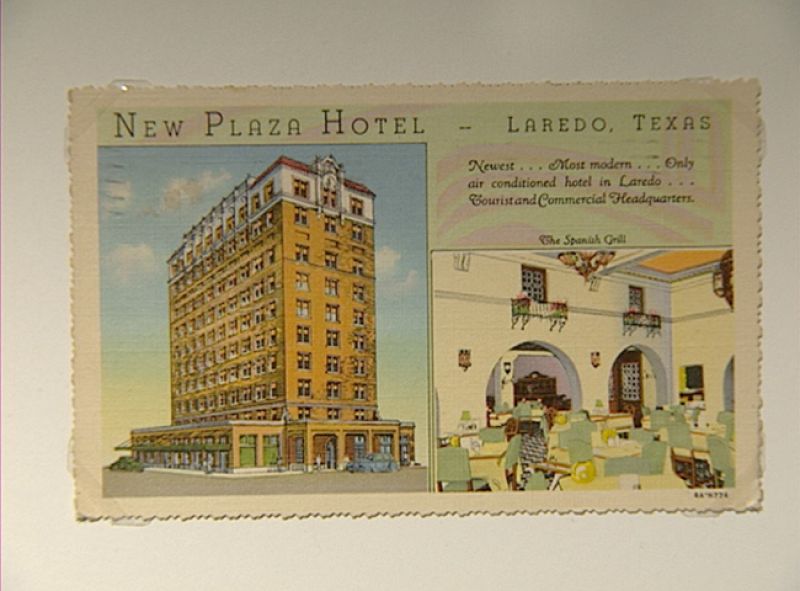 NEW PLAZA HOTEL – LAREDO, TEXAS
Newest . . . Most modern . . . Only
air conditioned hotel in Laredo . . .
Tourist and Commercial Headquarters.
The Spanish Grill